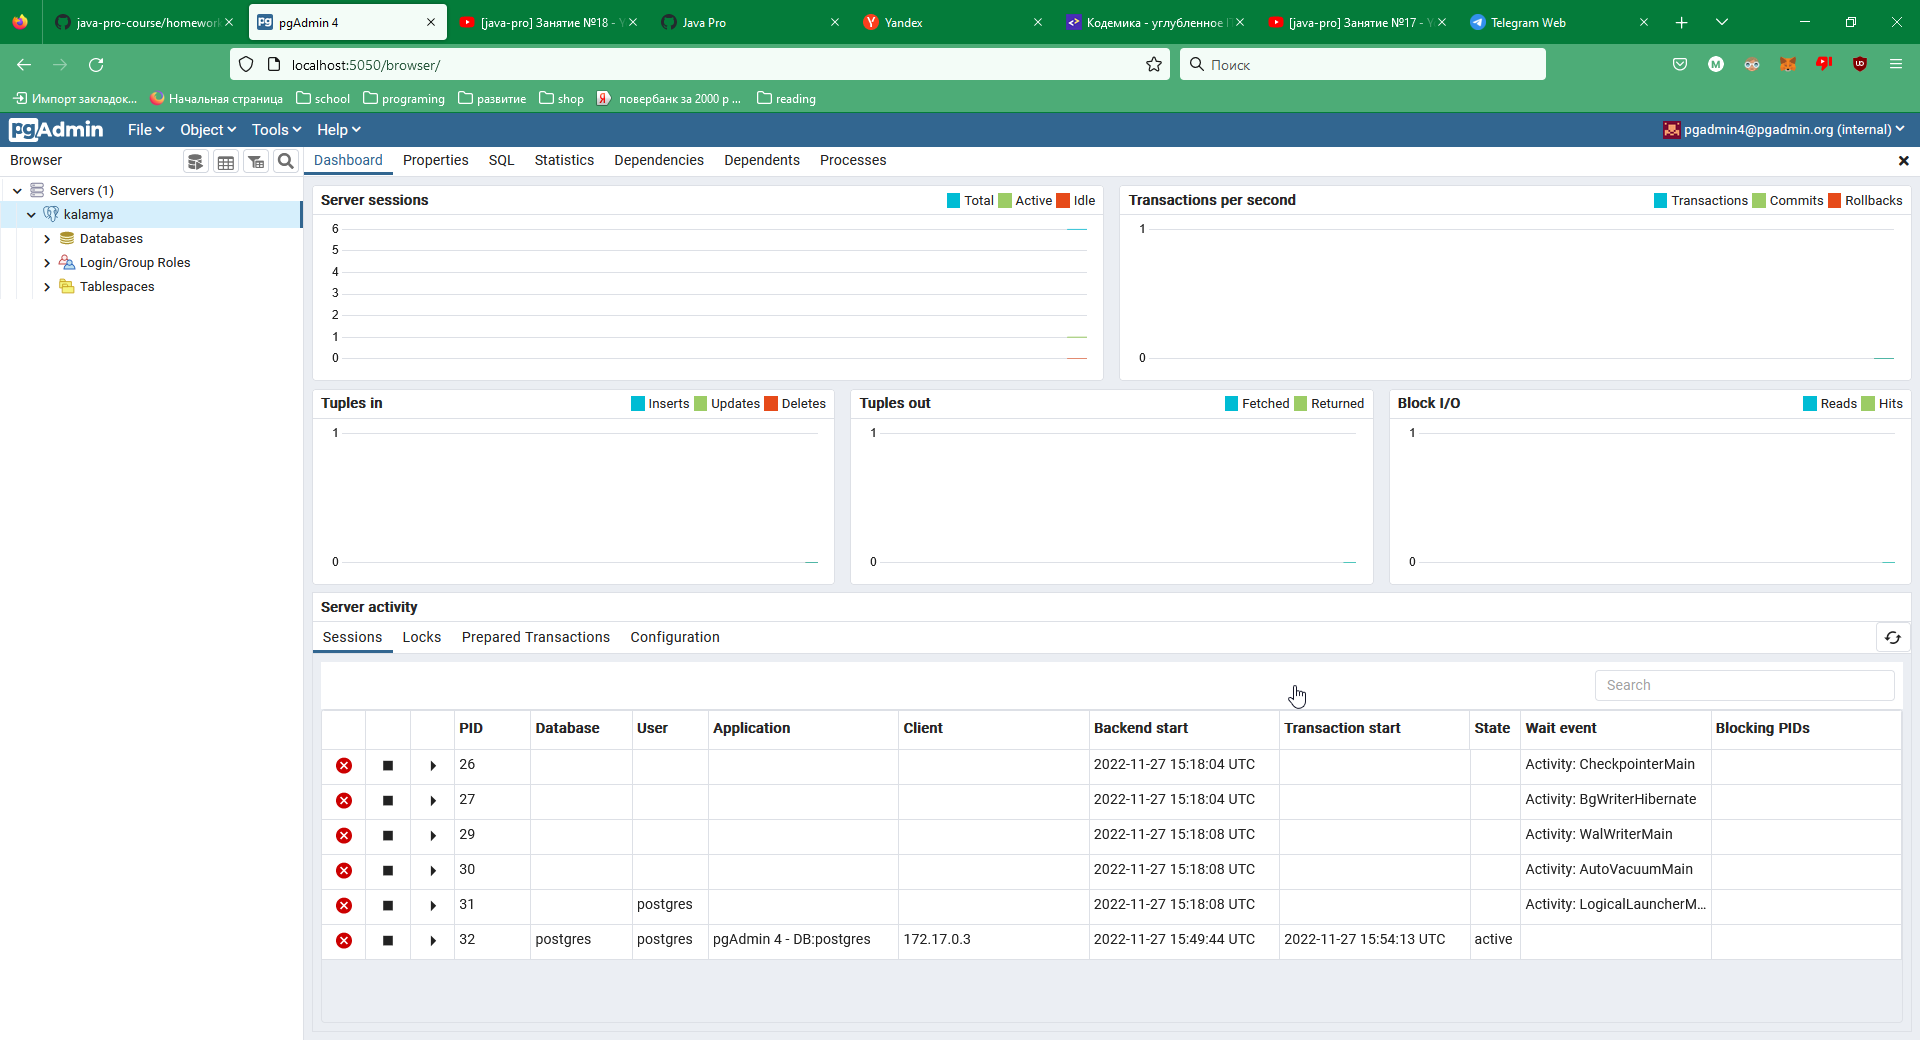 java-pro-course/homework
pgAdmin 4
[java-pro] Занятие №18 - Y
Java Pro
Yandex
Кодемика - углубленное П
[java-pro] Занятие №17 - Y
Telegram Web
localhost:5050/browser/
Поиск
Импорт закладок...
Начальная страница
school
programing
развитие
shop
повербанк за 2000 р ...
reading
pgAdmin
File
Object
Tools
Help
pgadmin4@pgadmin.org (internal)
Browser
Dashboard
Properties
SQL
Statistics
Dependencies
Dependents
Processes
Servers (1)
kalamya
Databases
Login/Group Roles
Tablespaces
Server sessions
Total Active Idle
6
5
4
3
2
1
0
Transactions per second
Transactions Commits Rollbacks
1
0
Tuples in
Inserts Updates Deletes
1
0
Tuples out
Fetched Returned
1
0
Block I/O
Reads Hits
1
0
Server activity
Sessions Locks Prepared Transactions Configuration
Search
PID Database User Application Client Backend start Transaction start State Wait event Blocking PIDs
26 2022-11-27 15:18:04 UTC Activity: CheckpointerMain
27 2022-11-27 15:18:04 UTC Activity: BgWriterHibernate
29 2022-11-27 15:18:08 UTC Activity: WalWriterMain
30 2022-11-27 15:18:08 UTC Activity: AutoVacuumMain
31 postgres 2022-11-27 15:18:08 UTC Activity: LogicalLauncherM...
32 postgres postgres pgAdmin 4 - DB:postgres 172.17.0.3 2022-11-27 15:49:44 UTC 2022-11-27 15:54:13 UTC active